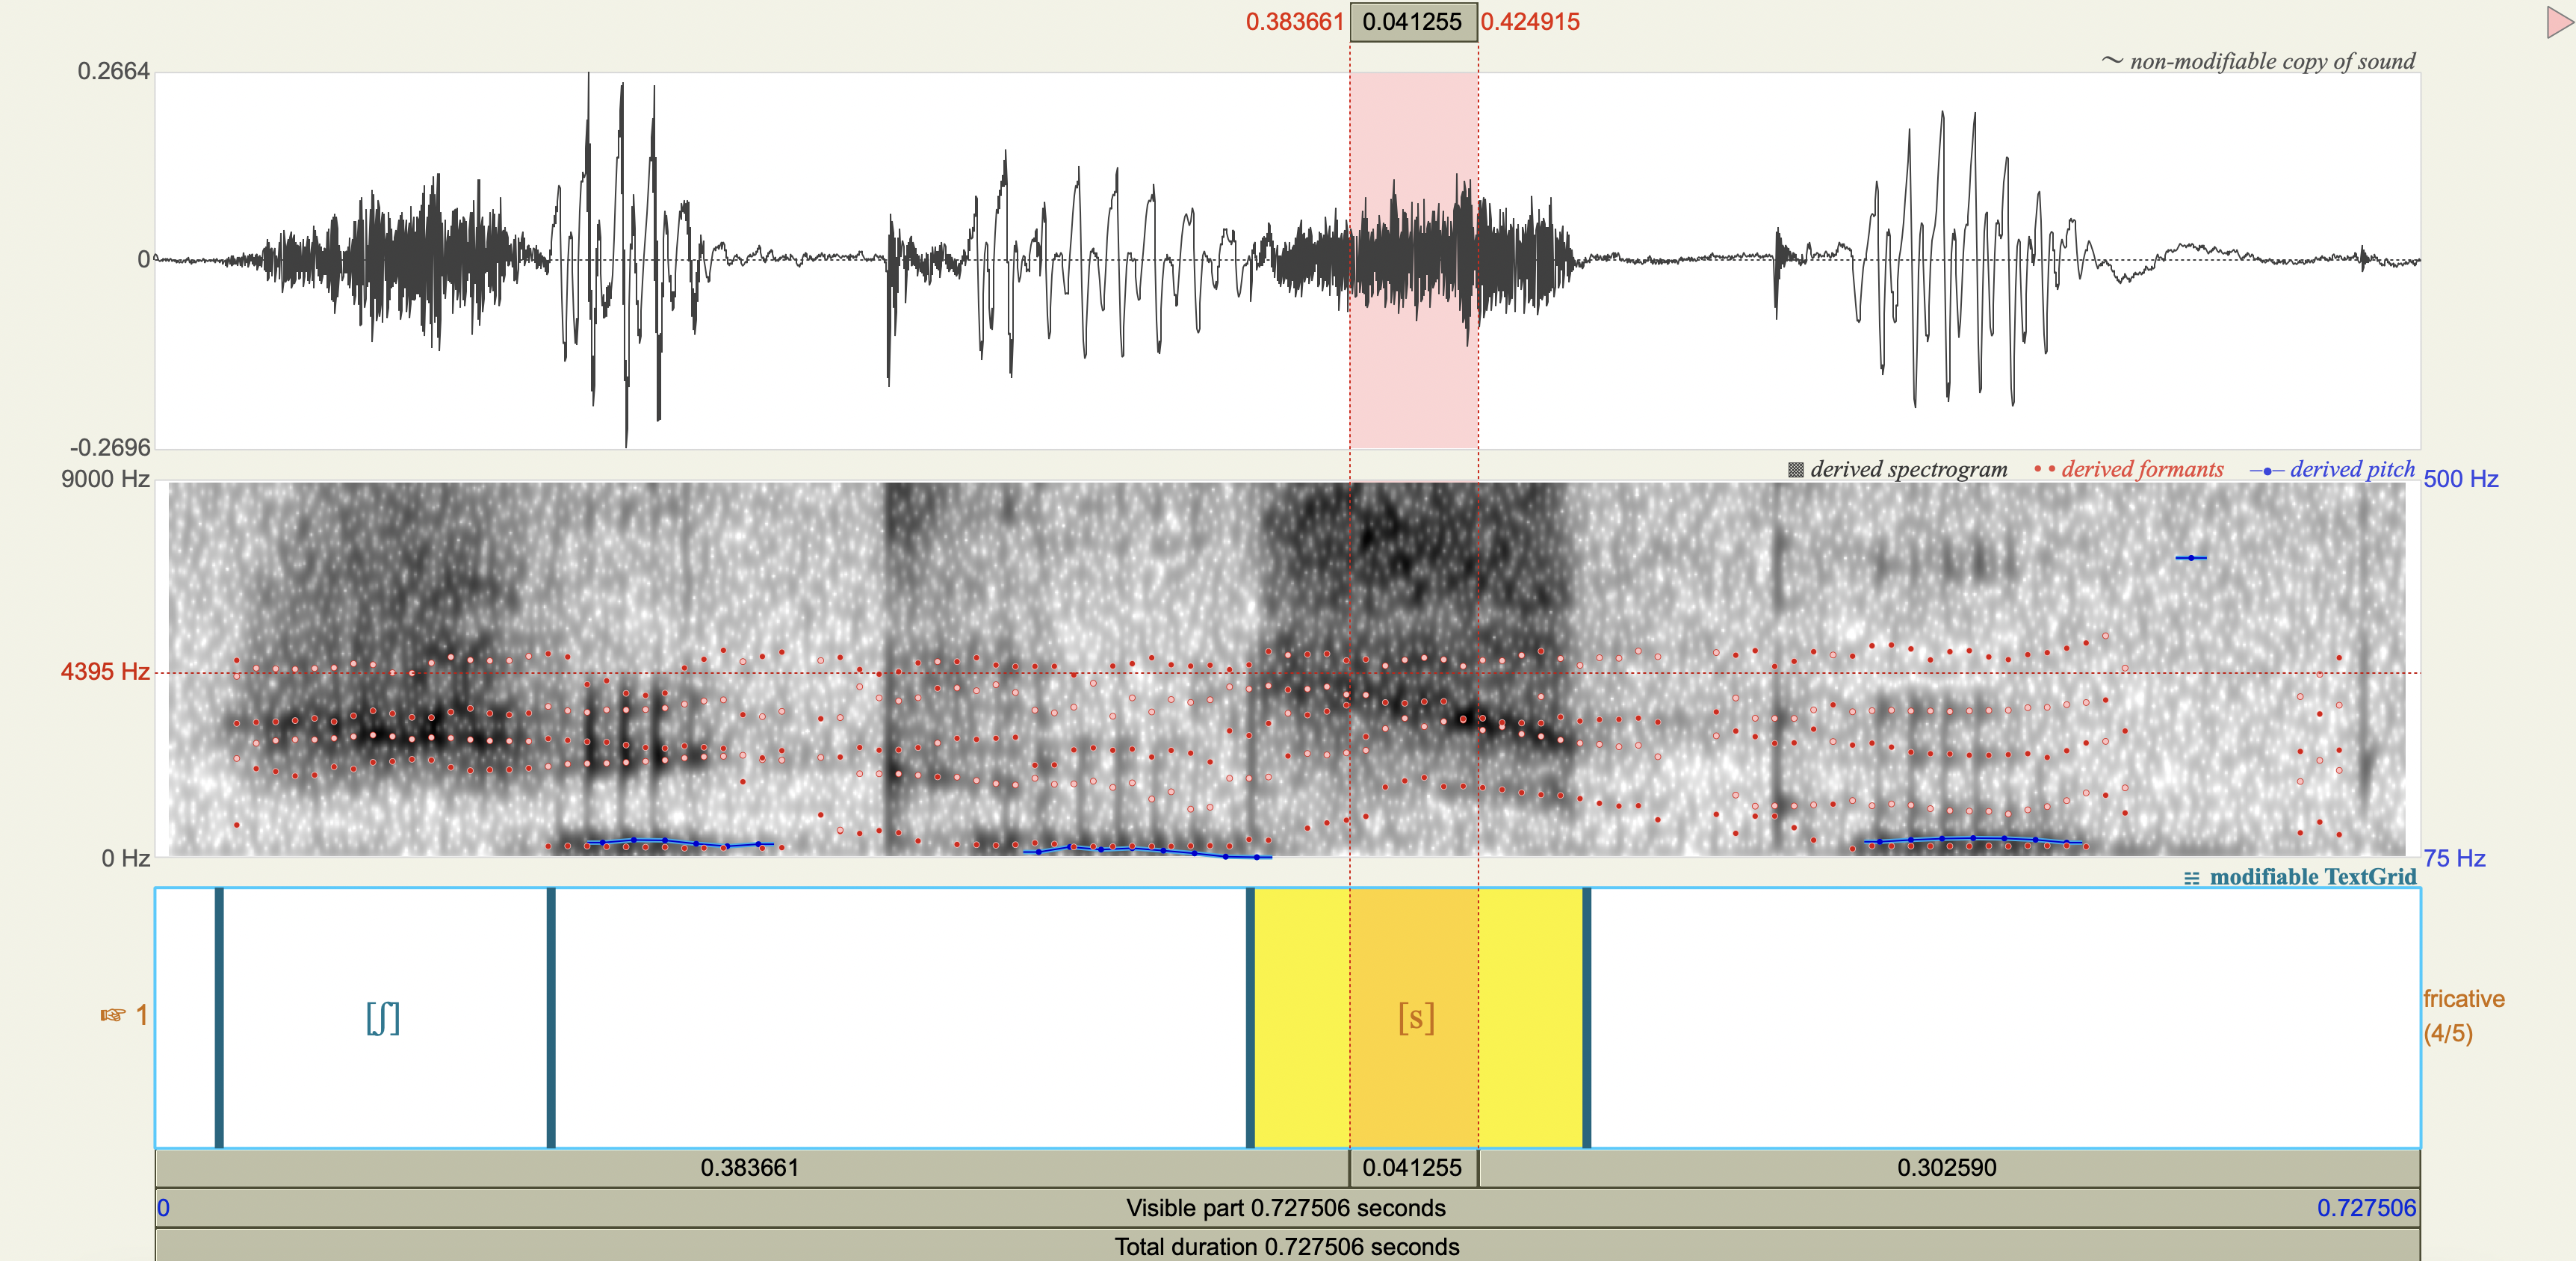 0.383661 0.041255 0.424915
0.2664
~ non-modifiable copy of sound
0
-0.2696
9000 Hz
derived spectrogram derived formants derived pitch
500 Hz
4395 Hz
0 Hz
75 Hz
modifiable TextGrid
☞ 1
[ʃ]
[s]
fricative
(4/5)
0.383661 0.041255 0.302590
0 Visible part 0.727506 seconds 0.727506
Total duration 0.727506 seconds